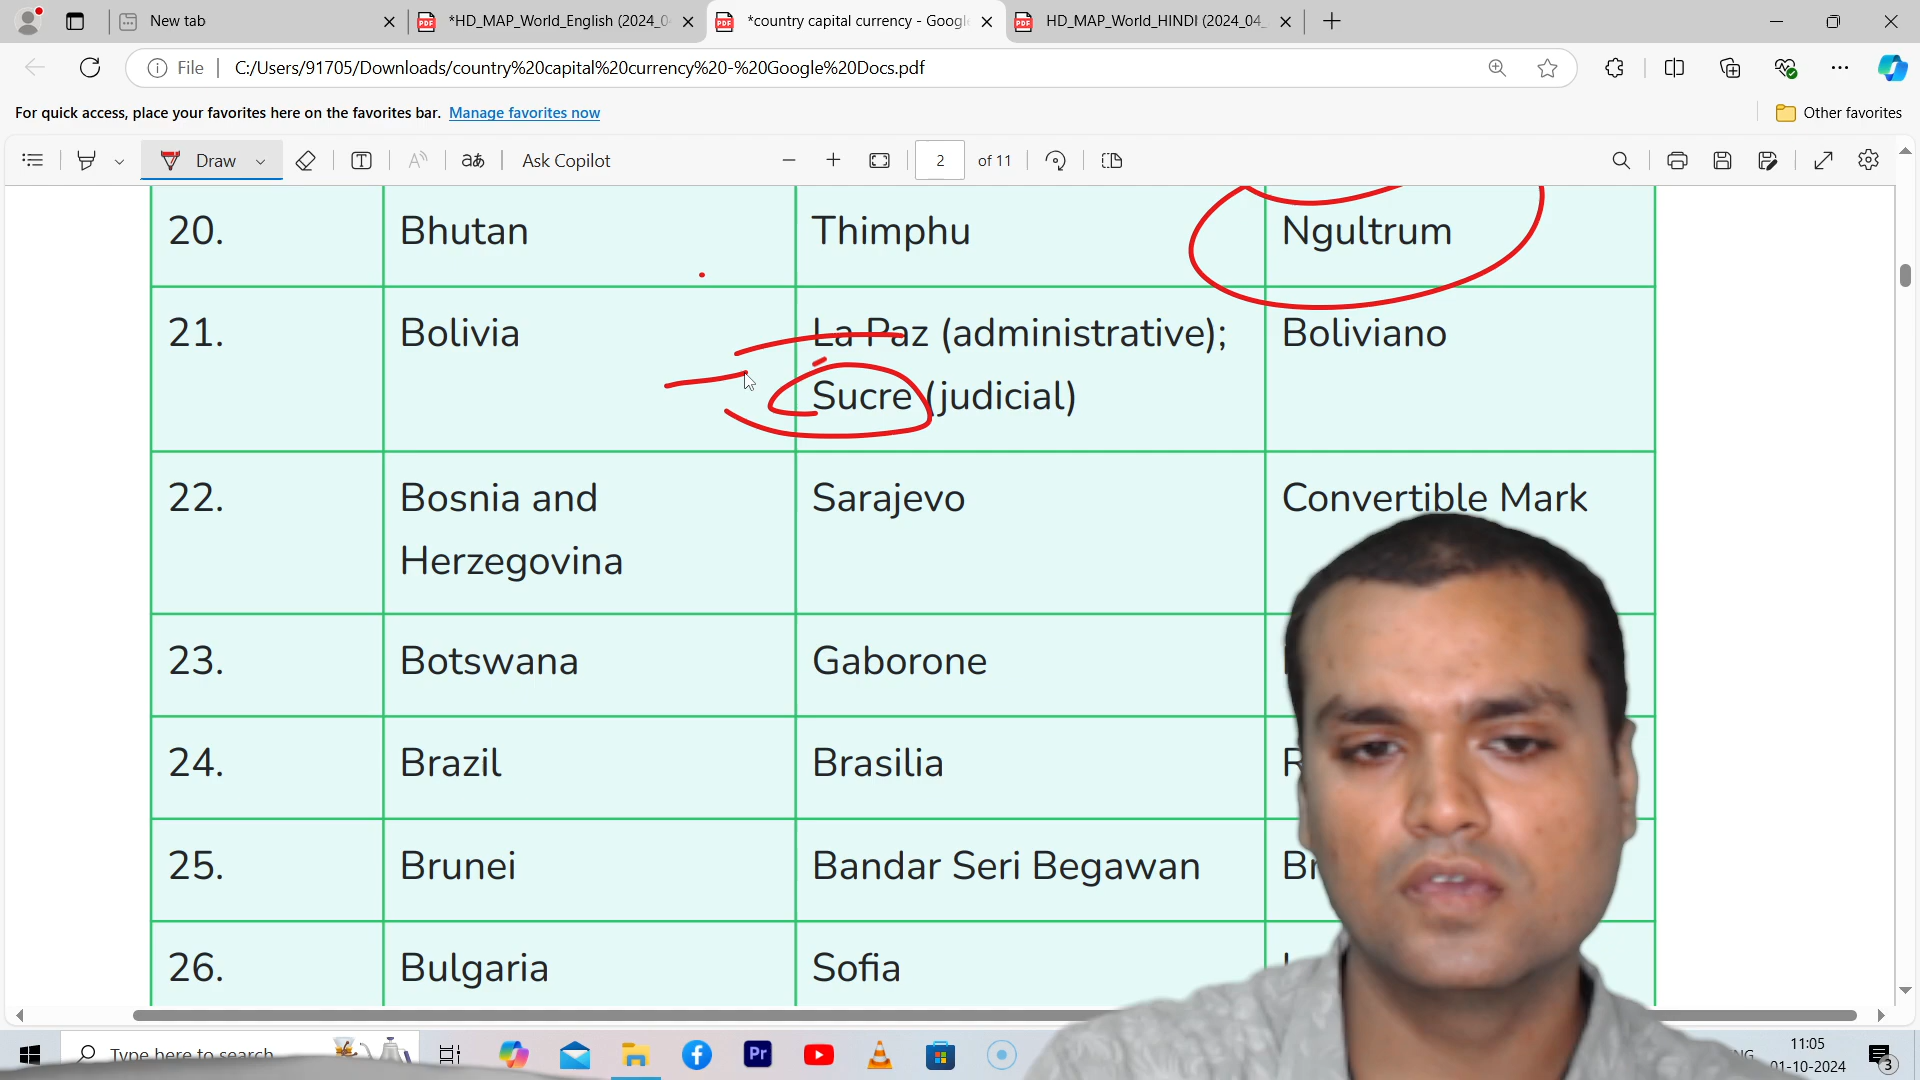 New tab
*HD_MAP_World_English (2024_0
*country capital currency - Google
HD_MAP_World_HINDI (2024_04_
File
C:/Users/91705/Downloads/country%20capital%20currency%20-%20Google%20Docs.pdf
For quick access, place your favorites here on the favorites bar. Manage favorites now
Other favorites
Draw
Ask Copilot
2 of 11
20. Bhutan Thimphu Ngultrum
21. Bolivia La Paz (administrative); Boliviano
Sucre (judicial)
22. Bosnia and Sarajevo Convertible Mark
Herzegovina
23. Botswana Gaborone
24. Brazil Brasilia
25. Brunei Bandar Seri Begawan
26. Bulgaria Sofia
Type here to search
11:05
01-10-2024
3